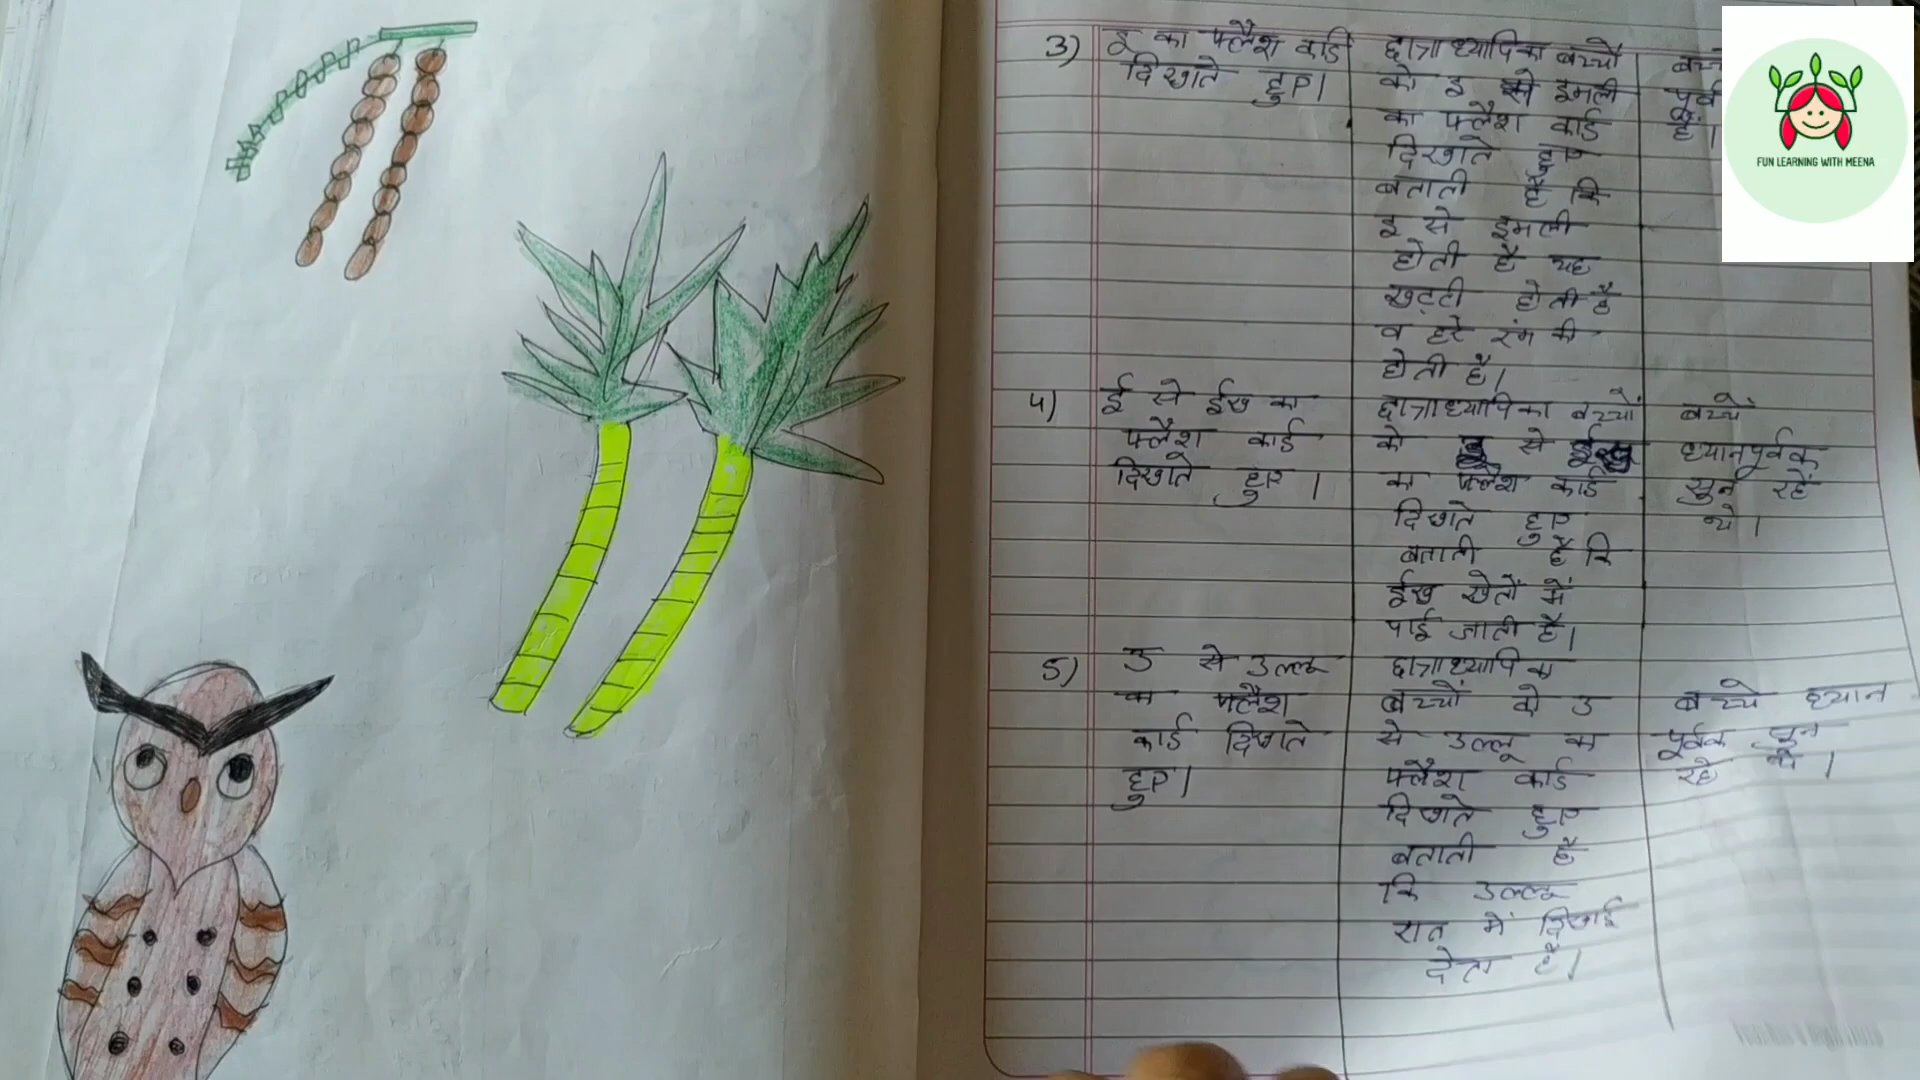 3)
इ का फ्लैश कार्ड
दिखाते हुए।
छात्राध्यापिका बच्चों
को इ से इमली
का फ्लैश कार्ड
दिखाते हुए
बताती है कि
इ से इमली
होती है यह
खट्टी होती है
व हरे रंग की
होती है।
पूर्व
हैं।
4)
ई से ईख का
फ्लैश कार्ड
दिखाते हुए।
छात्राध्यापिका बच्चों
को ई से ईख
का फ्लैश कार्ड
दिखाते हुए
बताती है कि
ईख खेतों में
पाई जाती है।
बच्चे
ध्यानपूर्वक
सुन रहें
थे।
5)
उ से उल्लू
का फ्लैश
कार्ड दिखाते
हुए।
छात्राध्यापिका
बच्चों को उ
से उल्लू का
फ्लैश कार्ड
दिखाते हुए
बताती है
कि उल्लू
रात में दिखाई
देता है।
बच्चे ध्यान
पूर्वक सुन
रहे थे।
FUN LEARNING WITH MEENA